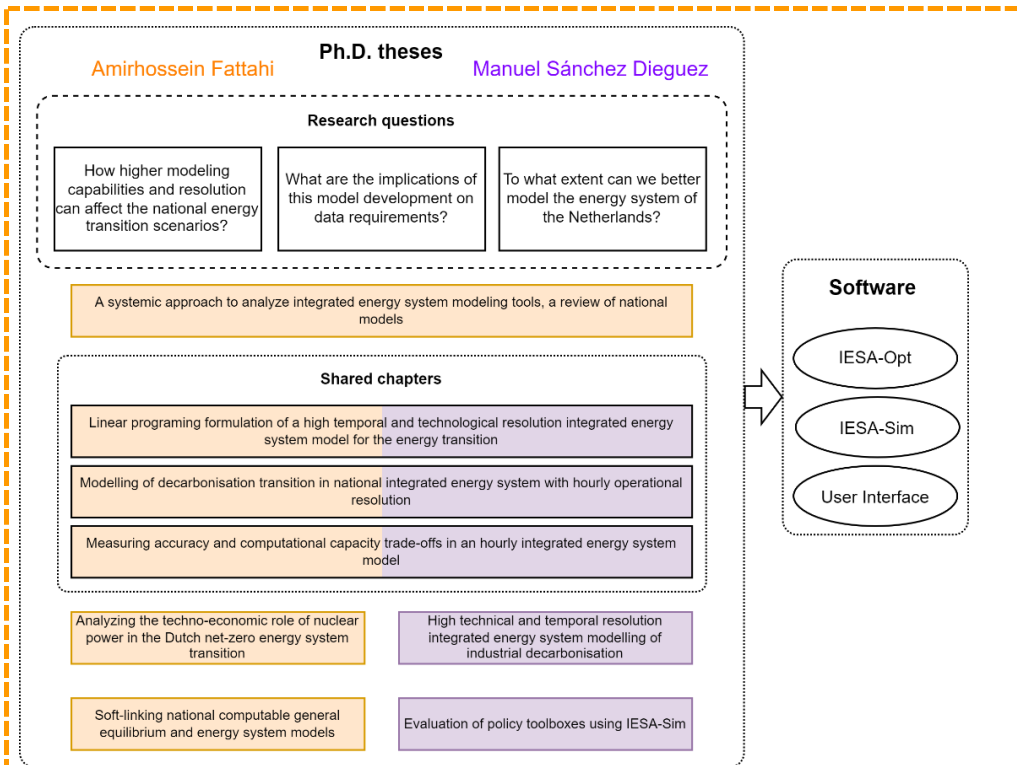 Ph.D. theses
Amirhossein Fattahi
Manuel Sánchez Dieguez
Research questions
How higher modeling
capabilities and resolution
can affect the national energy
transition scenarios?
What are the implications of
this model development on
data requirements?
To what extent can we better
model the energy system of
the Netherlands?
A systemic approach to analyze integrated energy system modeling tools, a review of national
models
Shared chapters
Linear programing formulation of a high temporal and technological resolution integrated energy
system model for the energy transition
Modelling of decarbonisation transition in national integrated energy system with hourly operational
resolution
Measuring accuracy and computational capacity trade-offs in an hourly integrated energy system
model
Analyzing the techno-economic role of nuclear
power in the Dutch net-zero energy system
transition
High technical and temporal resolution
integrated energy system modelling of
industrial decarbonisation
Soft-linking national computable general
equilibrium and energy system models
Evaluation of policy toolboxes using IESA-Sim
Software
IESA-Opt
IESA-Sim
User Interface